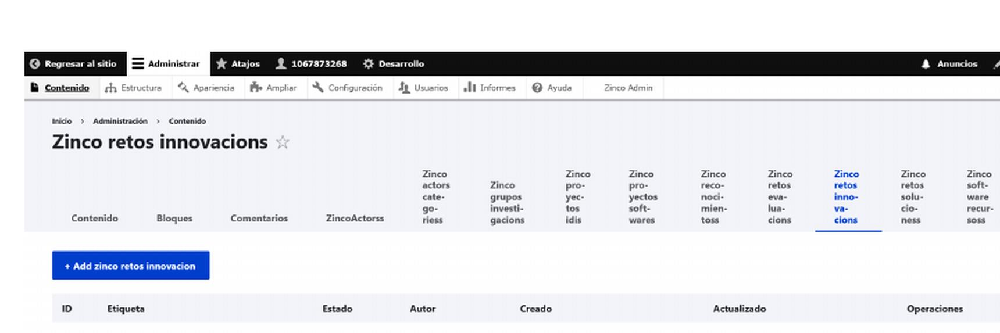 Regresar al sitio Administrar Atajos 1067873268 Desarrollo Anuncios
Contenido Estructura Apariencia Ampliar Configuración Usuarios Informes Ayuda Zinco Admin
Inicio › Administración › Contenido
Zinco retos innovacions
Contenido
Bloques
Comentarios
ZincoActorss
Zinco
actors
cate-
go-
riess
Zinco
grupos
investi-
gacions
Zinco
pro-
yec-
tos
idis
Zinco
pro-
yectos
soft-
wares
Zinco
reco-
noci-
mien-
toss
Zinco
retos
eva-
lua-
cions
Zinco
retos
inno-
va-
cions
Zinco
retos
solu-
cio-
ness
Zinco
soft-
ware
recur-
soss
+ Add zinco retos innovacion
ID Etiqueta Estado Autor Creado Actualizado Operaciones